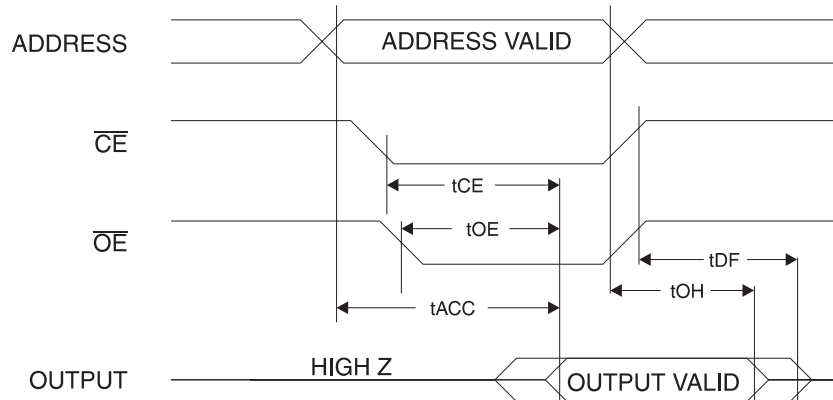 ADDRESS
ADDRESS VALID
CE
tCE
OE
tOE
tDF
tOH
tACC
HIGH Z
OUTPUT
OUTPUT VALID